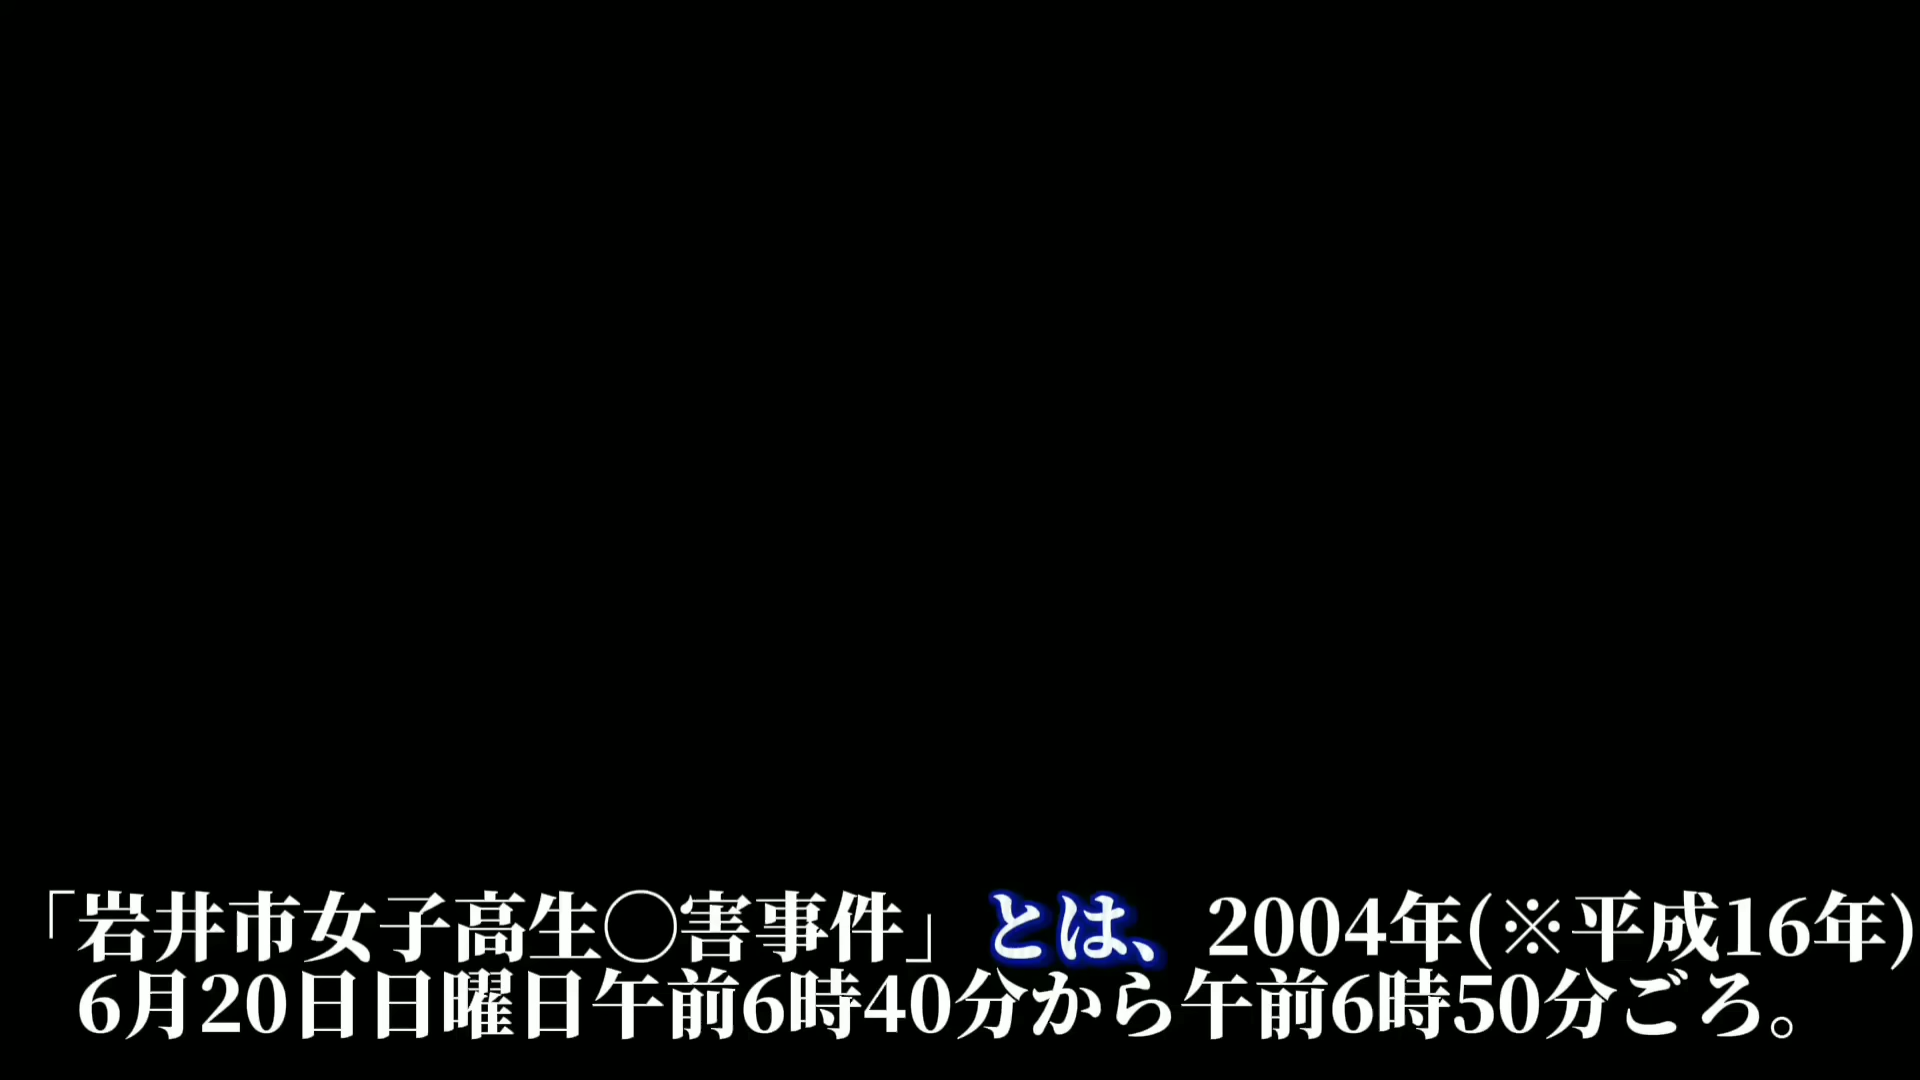 「岩井市女子高生◯害事件」とは、2004年(※平成16年)
6月20日日曜日午前6時40分から午前6時50分ごろ。